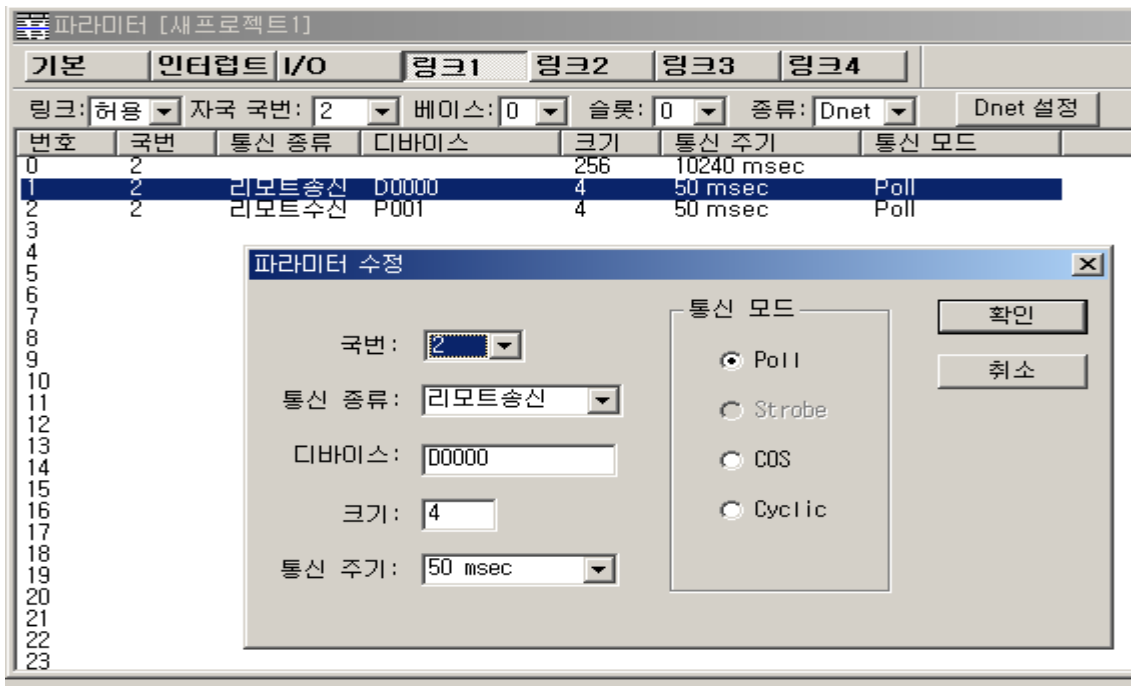 파라미터 [새프로젝트1]
기본 인터럽트 I/O 링크1 링크2 링크3 링크4
링크: 허용 자국 국번: 2 베이스: 0 슬롯: 0 종류: Dnet Dnet 설정
번호 국번 통신 종류 디바이스 크기 통신 주기 통신 모드
0 2 256 10240 msec
1 2 리모트송신 D0000 4 50 msec Poll
2 2 리모트수신 P001 4 50 msec Poll
3
4
5
6
7
8
9
10
11
12
13
14
15
16
17
18
19
20
21
22
23
파라미터 수정
국번: 2
통신 종류: 리모트송신
디바이스: D0000
크기: 4
통신 주기: 50 msec
통신 모드
Poll
Strobe
COS
Cyclic
확인
취소